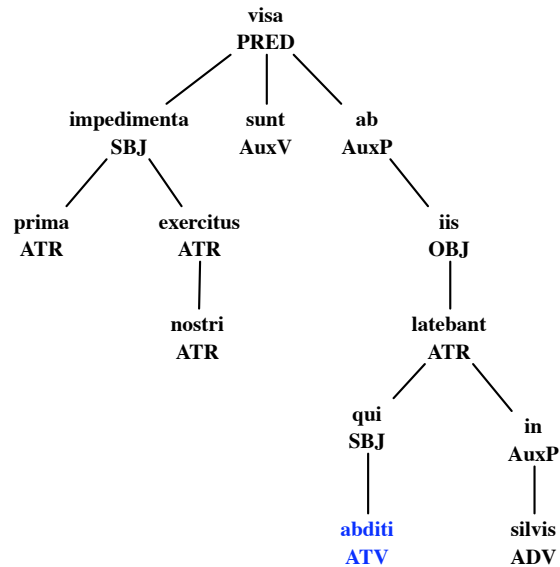 visa
PRED
impedimenta sunt ab
SBJ AuxV AuxP
prima exercitus iis
ATR ATR OBJ
nostri latebant
ATR ATR
qui in
SBJ AuxP
abditi silvis
ATV ADV